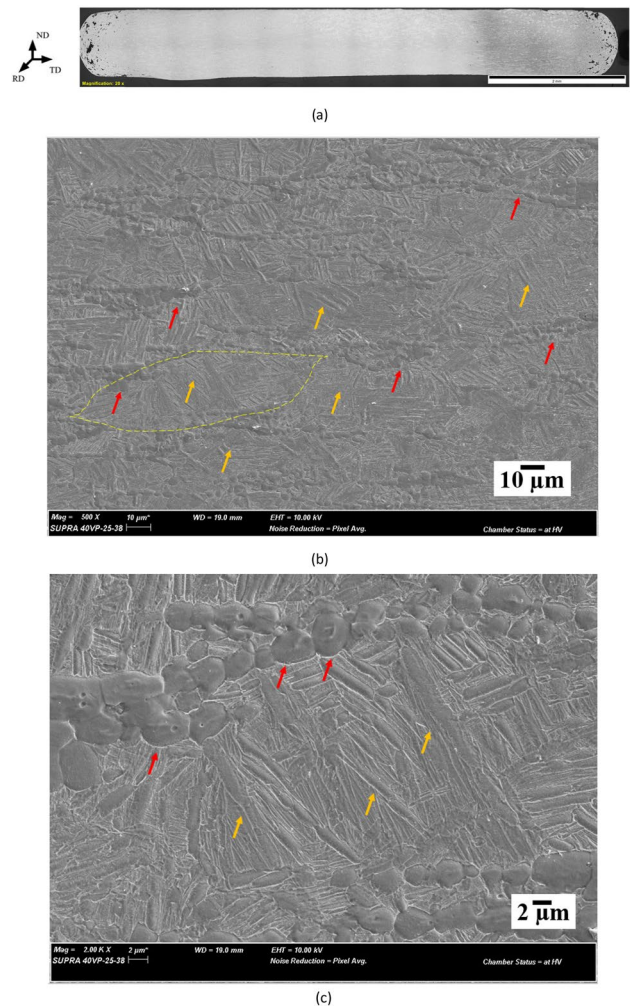 ND
RD
TD
Magnification: 20 x
2 mm
(a)
10 µm
Mag = 500 X
10 µm*
WD = 19.0 mm
EHT = 10.00 kV
SUPRA 40VP-25-38
Noise Reduction = Pixel Avg.
Chamber Status = at HV
(b)
2 µm
Mag = 2.00 K X
2 µm*
WD = 19.0 mm
EHT = 10.00 kV
SUPRA 40VP-25-38
Noise Reduction = Pixel Avg.
Chamber Status = at HV
(c)